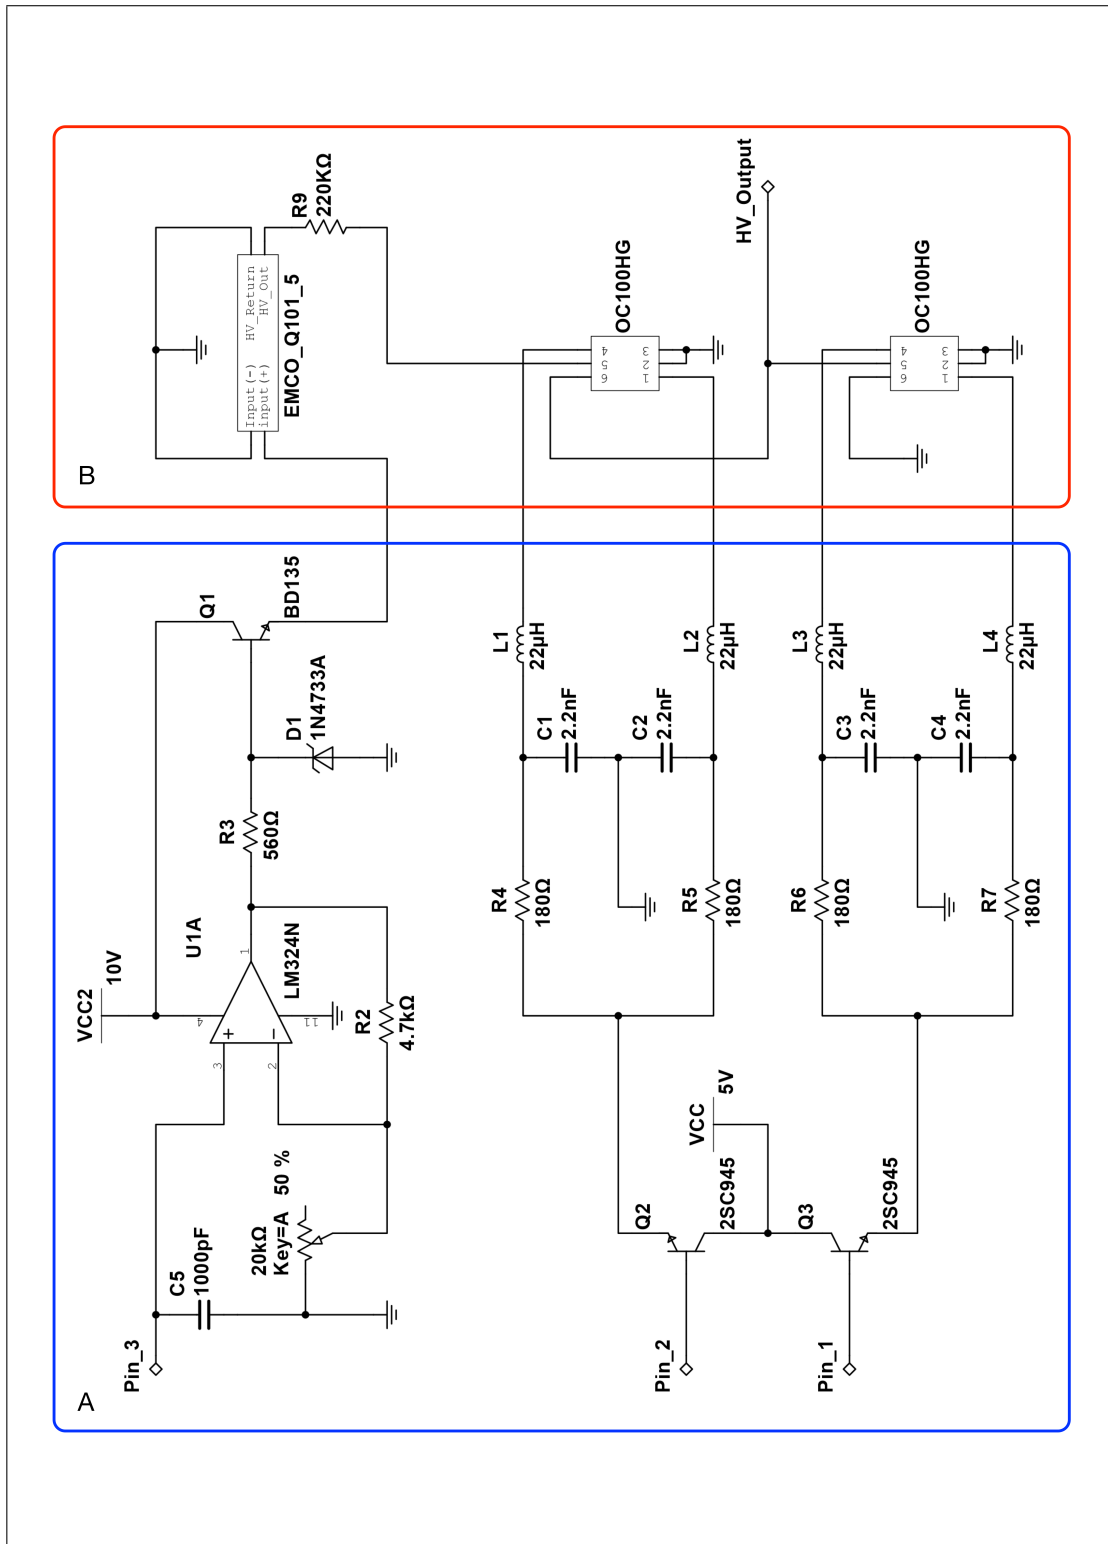 B
Input(-) HV_Return
input(+) HV_Out
EMCO_Q101_5
R9
220KΩ
OC100HG
4
5
6
3
2
1
HV_Output
OC100HG
4
5
6
3
2
1
A
Pin_3
C5
1000pF
20kΩ
Key=A 50 %
VCC2
10V
U1A
LM324N
3
2
4
11
1
+
−
R2
4.7kΩ
R3
560Ω
D1
1N4733A
Q1
BD135
L1
22µH
C1
2.2nF
C2
2.2nF
L2
22µH
R4
180Ω
R5
180Ω
L3
22µH
C3
2.2nF
C4
2.2nF
L4
22µH
R6
180Ω
R7
180Ω
VCC
5V
Q2
2SC945
Q3
2SC945
Pin_2
Pin_1